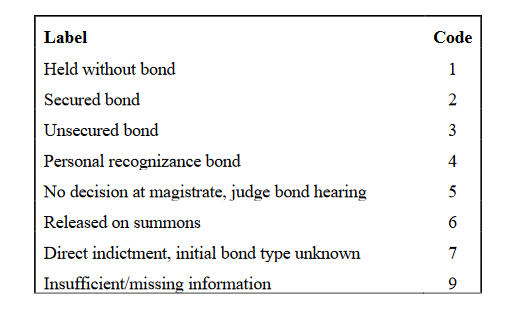 Label Code
Held without bond 1
Secured bond 2
Unsecured bond 3
Personal recognizance bond 4
No decision at magistrate, judge bond hearing 5
Released on summons 6
Direct indictment, initial bond type unknown 7
Insufficient/missing information 9